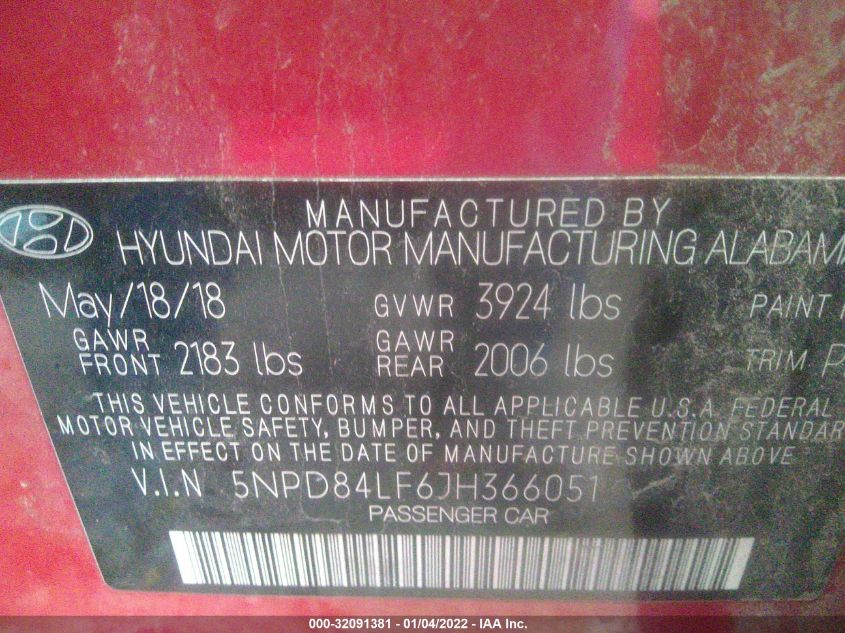 MANUFACTURED BY
HYUNDAI MOTOR MANUFACTURING ALABAMA
May/18/18 GVWR 3924 lbs PAINT
GAWR FRONT 2183 lbs GAWR REAR 2006 lbs TRIM P
THIS VEHICLE CONFORMS TO ALL APPLICABLE U.S.A. FEDERAL
MOTOR VEHICLE SAFETY, BUMPER, AND THEFT PREVENTION STANDAR
IN EFFECT ON THE DATE OF MANUFACTURE SHOWN ABOVE
V.I.N 5NPD84LF6JH366051
PASSENGER CAR
000-32091381 - 01/04/2022 - IAA Inc.